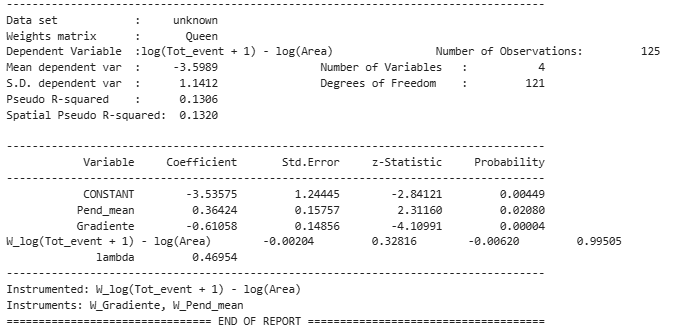 ------------------------------------------------------------------------------------
Data set            :     unknown
Weights matrix      :       Queen
Dependent Variable  :log(Tot_event + 1) - log(Area)                Number of Observations:         125
Mean dependent var  :     -3.5989                Number of Variables   :           4
S.D. dependent var  :      1.1412                Degrees of Freedom    :         121
Pseudo R-squared    :      0.1306
Spatial Pseudo R-squared:  0.1320
------------------------------------------------------------------------------------
            Variable     Coefficient       Std.Error     z-Statistic     Probability
------------------------------------------------------------------------------------
            CONSTANT        -3.53575         1.24445        -2.84121         0.00449
           Pend_mean         0.36424         0.15757         2.31160         0.02080
           Gradiente        -0.61058         0.14856        -4.10991         0.00004
W_log(Tot_event + 1) - log(Area)        -0.00204         0.32816        -0.00620         0.99505
              lambda         0.46954
------------------------------------------------------------------------------------
Instrumented: W_log(Tot_event + 1) - log(Area)
Instruments: W_Gradiente, W_Pend_mean
================================ END OF REPORT =====================================